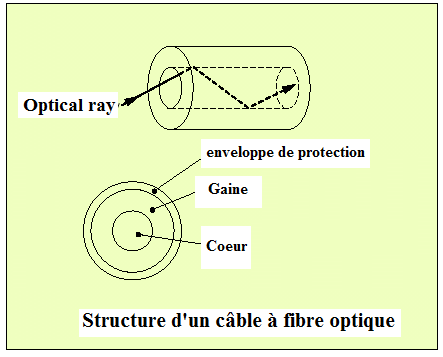 Optical ray
enveloppe de protection
Gaine
Coeur
Structure d'un câble à fibre optique